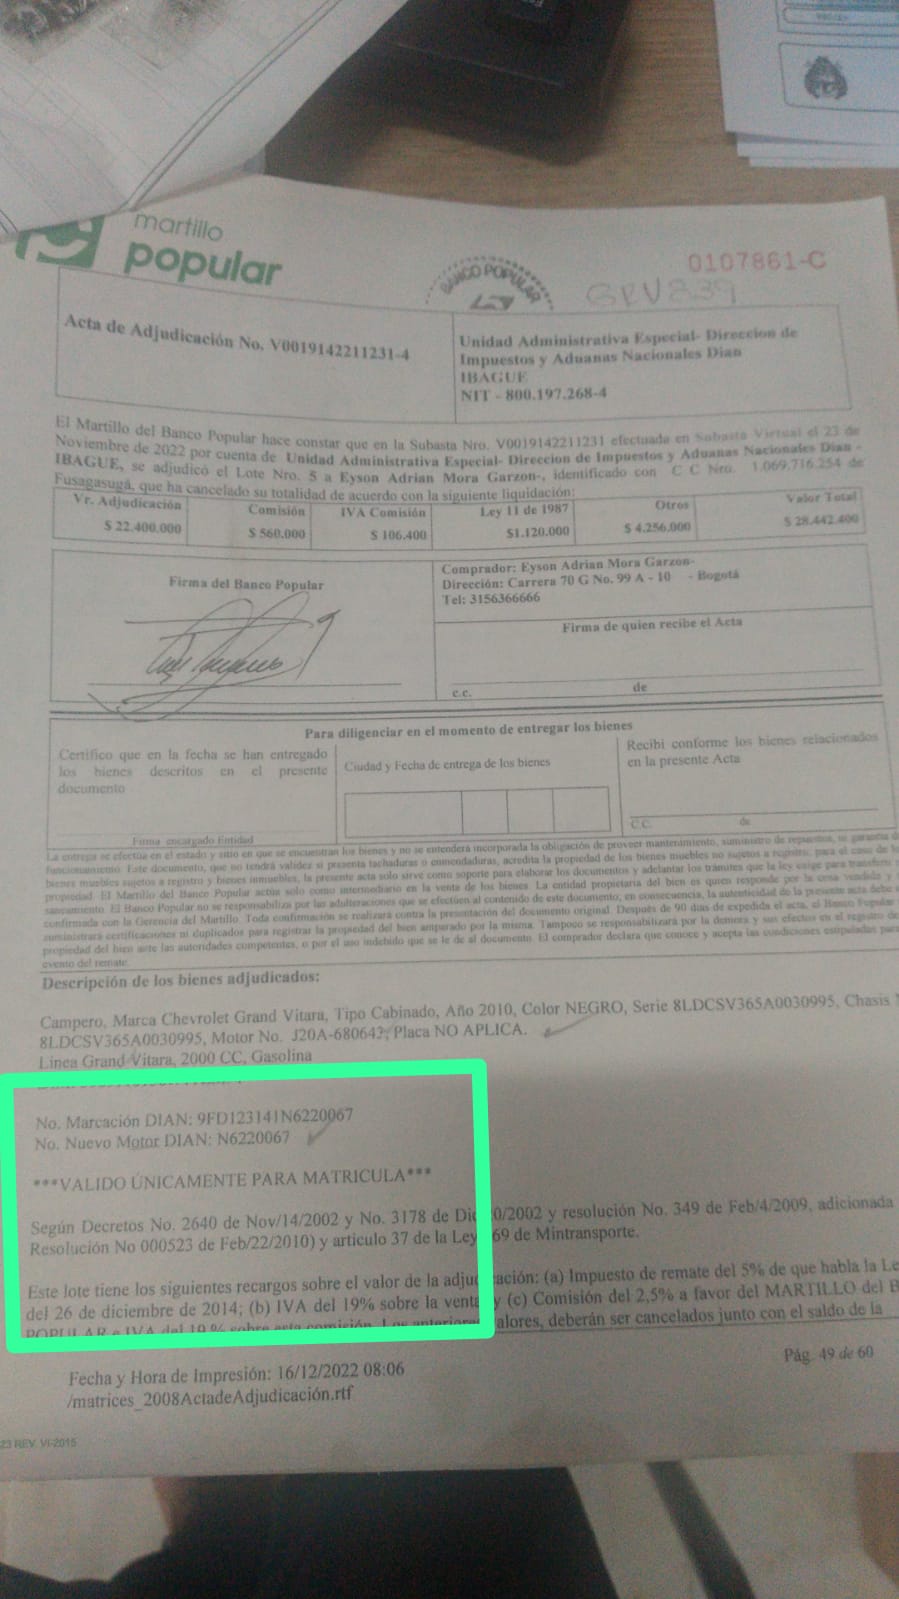 martillo
popular
BANCO POPULAR
0107861-C
GRV839
Acta de Adjudicación No. V0019142211231-4
Unidad Administrativa Especial- Direccion de
Impuestos y Aduanas Nacionales Dian
IBAGUE
NIT - 800.197.268-4
El Martillo del Banco Popular hace constar que en la Subasta Nro. V0019142211231 efectuada en Subasta Virtual el 23 de
Noviembre de 2022 por cuenta de Unidad Administrativa Especial- Direccion de Impuestos y Aduanas Nacionales Dian -
IBAGUE, se adjudicó el Lote Nro. 5 a Eyson Adrian Mora Garzon-, identificado con C C Nro. 1.069.716.254 de
Fusagasugá, que ha cancelado su totalidad de acuerdo con la siguiente liquidación:
Vr. Adjudicación Comisión IVA Comisión Ley 11 de 1987 Otros Valor Total
$ 22.400.000 $ 560.000 $ 106.400 $1.120.000 $ 4.256.000 $ 28.442.400
Firma del Banco Popular
Comprador: Eyson Adrian Mora Garzon-
Dirección: Carrera 70 G No. 99 A - 10 - Bogotá
Tel: 3156366666
Firma de quien recibe el Acta
c.c. de
Para diligenciar en el momento de entregar los bienes
Certifico que en la fecha se han entregado
los bienes descritos en el presente
documento
Ciudad y Fecha de entrega de los bienes
Recibí conforme los bienes relacionados
en la presente Acta
Firma encargado Entidad
C.C. de
La entrega se efectúa en el estado y sitio en que se encuentran los bienes y no se entenderá incorporada la obligación de proveer mantenimiento, suministro de repuestos, ni garantía de
funcionamiento. Este documento, que no tendrá validez si presenta tachaduras o enmendaduras, acredita la propiedad de los bienes muebles no sujetos a registro; para el caso de
bienes muebles sujetos a registro y bienes inmuebles, la presente acta solo sirve como soporte para elaborar los documentos y adelantar los trámites que la ley exige para transferir
propiedad. El Martillo del Banco Popular actúa solo como intermediario en la venta de los bienes. La entidad propietaria del bien es quien responde por la cosa vendida y
saneamiento. El Banco Popular no se responsabiliza por las adulteraciones que se efectúen al contenido de este documento, en consecuencia, la autenticidad de la presente acta debe
confirmada con la Gerencia del Martillo. Toda confirmación se realizará contra la presentación del documento original. Después de 90 días de expedida el acta, el Banco Popular
suministrará certificaciones ni duplicados para registrar la propiedad del bien amparado por la misma. Tampoco se responsabilizará por la demora y sus efectos en el registro de
propiedad del bien ante las autoridades competentes, o por el uso indebido que se le de al documento. El comprador declara que conoce y acepta las condiciones estipuladas para
evento del remate.
Descripción de los bienes adjudicados:
Campero, Marca Chevrolet Grand Vitara, Tipo Cabinado, Año 2010, Color NEGRO, Serie 8LDCSV365A0030995, Chasis
8LDCSV365A0030995, Motor No. J20A-680643, Placa NO APLICA.
Linea Grand Vitara, 2000 CC, Gasolina
No. Marcación DIAN: 9FD123141N6220067
No. Nuevo Motor DIAN: N6220067
***VALIDO ÚNICAMENTE PARA MATRICULA***
Según Decretos No. 2640 de Nov/14/2002 y No. 3178 de Dic 0/2002 y resolución No. 349 de Feb/4/2009, adicionada
Resolución No 000523 de Feb/22/2010) y articulo 37 de la Ley 69 de Mintransporte.
Este lote tiene los siguientes recargos sobre el valor de la adjudicación: (a) Impuesto de remate del 5% de que habla la Le
del 26 de diciembre de 2014; (b) IVA del 19% sobre la venta y (c) Comisión del 2,5% a favor del MARTILLO del B
POPULAR e IVA del 19 % sobre esta comisión. Los anteriores valores, deberán ser cancelados junto con el saldo de la
Fecha y Hora de Impresión: 16/12/2022 08:06
/matrices_2008ActadeAdjudicación.rtf
Pág. 49 de 60
23 REV. VI-2015